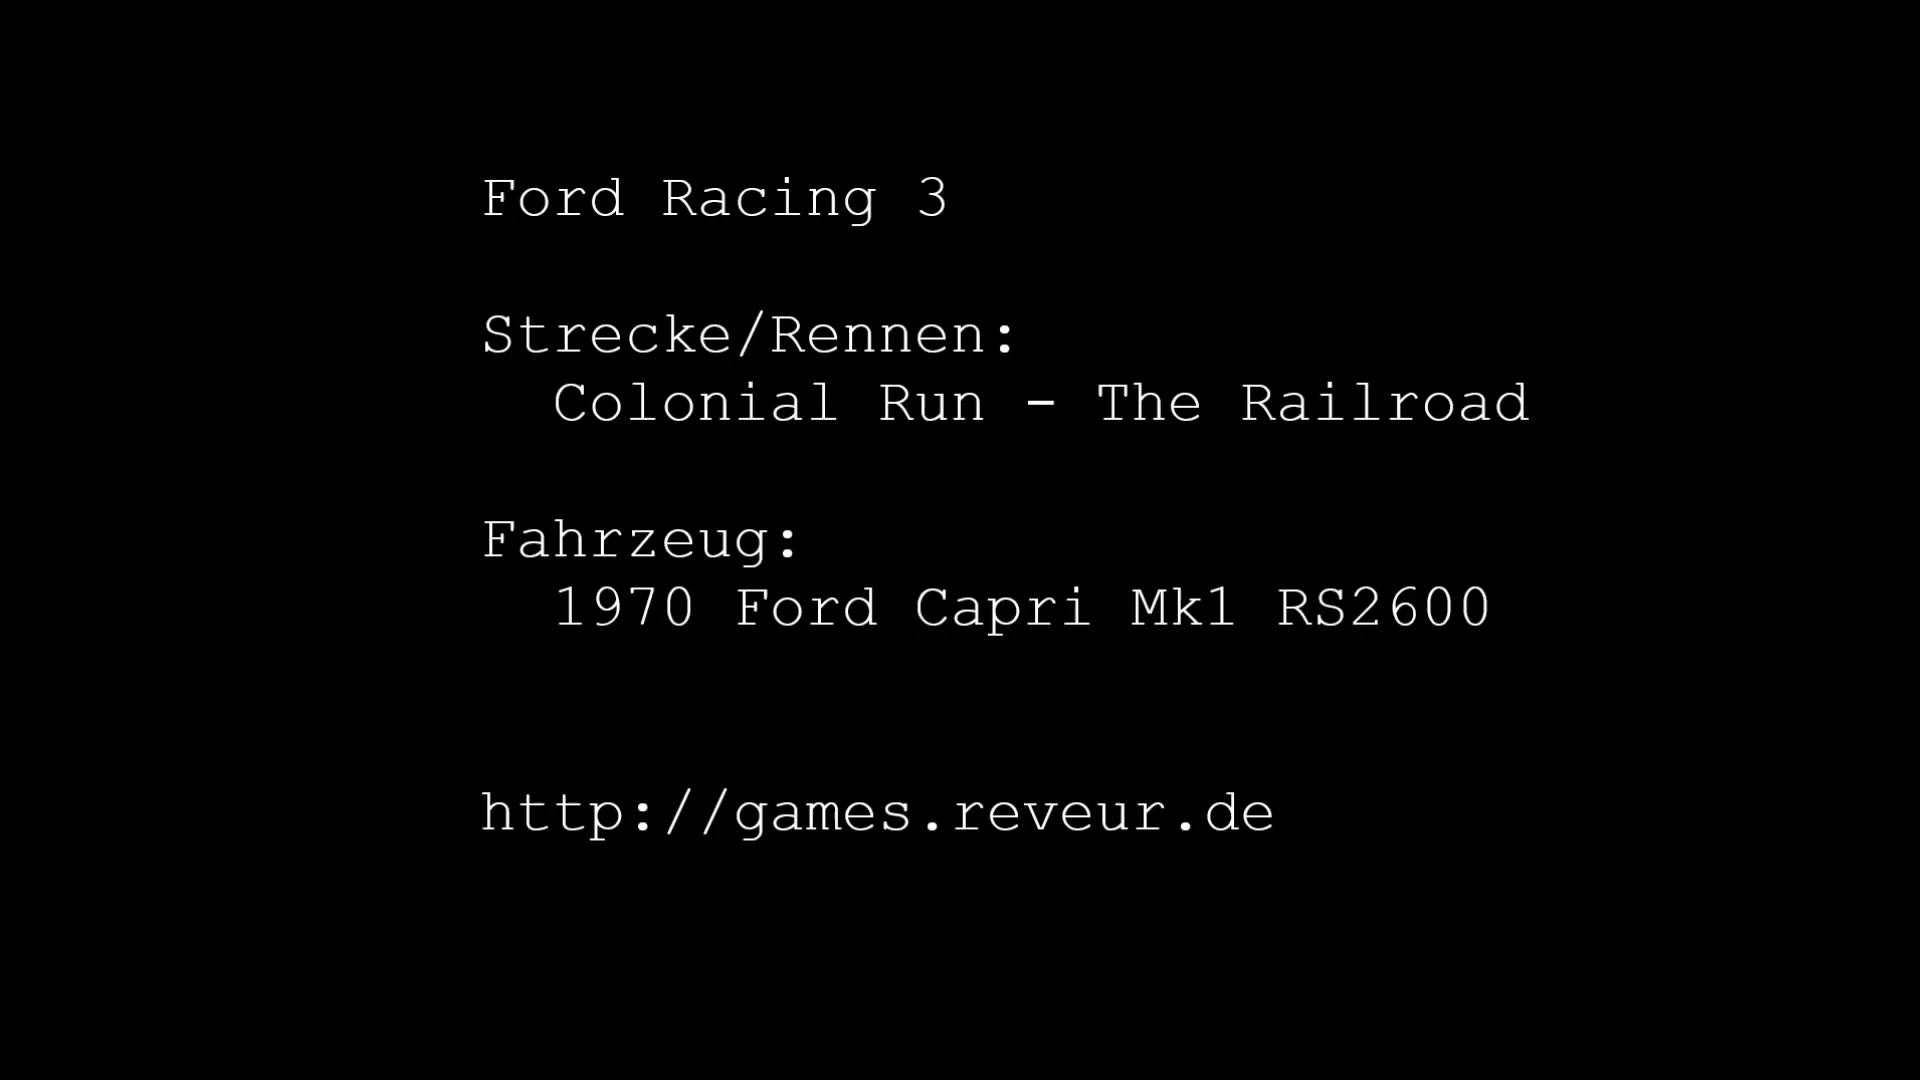 Ford Racing 3
Strecke/Rennen:
Colonial Run - The Railroad
Fahrzeug:
1970 Ford Capri Mk1 RS2600
http://games.reveur.de